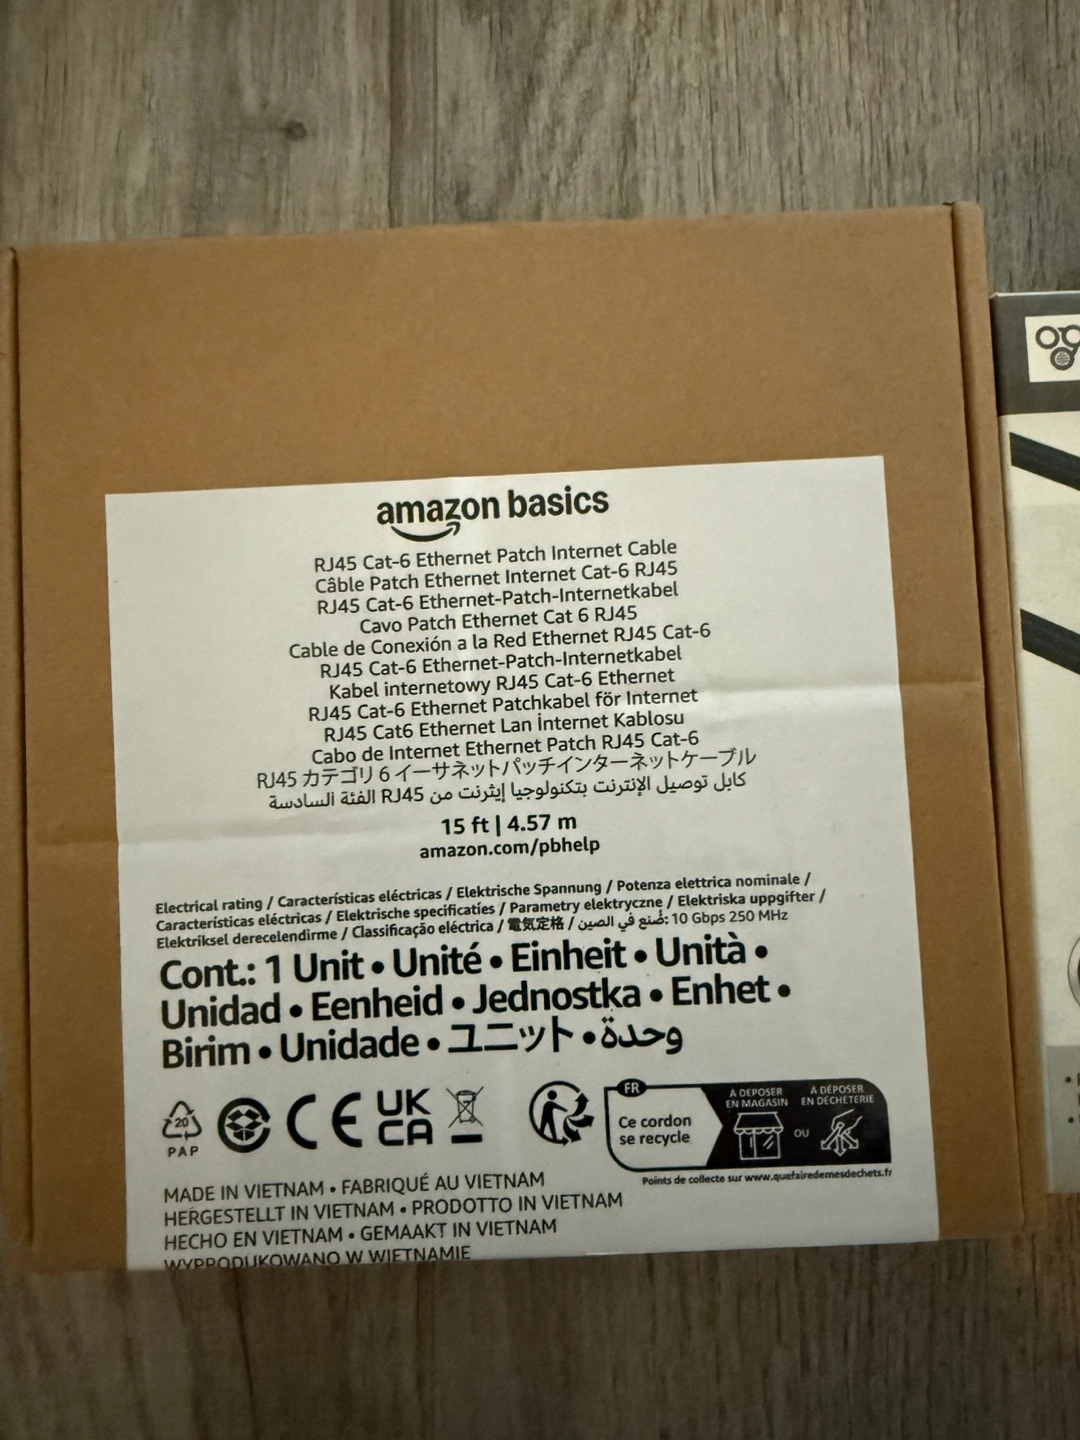 amazon basics
RJ45 Cat-6 Ethernet Patch Internet Cable
Câble Patch Ethernet Internet Cat-6 RJ45
RJ45 Cat-6 Ethernet-Patch-Internetkabel
Cavo Patch Ethernet Cat 6 RJ45
Cable de Conexión a la Red Ethernet RJ45 Cat-6
RJ45 Cat-6 Ethernet-Patch-Internetkabel
Kabel internetowy RJ45 Cat-6 Ethernet
RJ45 Cat-6 Ethernet Patchkabel för Internet
RJ45 Cat6 Ethernet Lan İnternet Kablosu
Cabo de Internet Ethernet Patch RJ45 Cat-6
RJ45 カテゴリ 6 イーサネットパッチインターネットケーブル
كابل توصيل الإنترنت بتكنولوجيا إيثرنت من RJ45 الفئة السادسة
15 ft | 4.57 m
amazon.com/pbhelp
Electrical rating / Características eléctricas / Elektrische Spannung / Potenza elettrica nominale /
Características eléctricas / Elektrische specificaties / Parametry elektryczne / Elektriska uppgifter /
Elektriksel derecelendirme / Classificação eléctrica / 電気定格 / صُنع في الصين: 10 Gbps 250 MHz
Cont.: 1 Unit • Unité • Einheit • Unità •
Unidad • Eenheid • Jednostka • Enhet •
Birim • Unidade • ユニット • وحدة
20
PAP
CE
UK
CA
FR
Ce cordon
se recycle
À DÉPOSER
EN MAGASIN
OU
À DÉPOSER
EN DÉCHÈTERIE
Points de collecte sur www.quefairedemesdechets.fr
MADE IN VIETNAM • FABRIQUÉ AU VIETNAM
HERGESTELLT IN VIETNAM • PRODOTTO IN VIETNAM
HECHO EN VIETNAM • GEMAAKT IN VIETNAM
WYPRODUKOWANO W WIETNAMIE